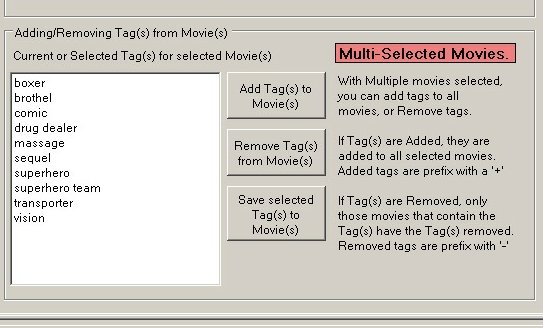 Adding/Removing Tag(s) from Movie(s)
Current or Selected Tag(s) for selected Movie(s)
boxer
brothel
comic
drug dealer
massage
sequel
superhero
superhero team
transporter
vision
Add Tag(s) to
Movie(s)
Remove Tag(s)
from Movie(s)
Save selected
Tag(s) to
Movie(s)
Multi-Selected Movies.
With Multiple movies selected,
you can add tags to all
movies, or Remove tags.
If Tag(s) are Added, they are
added to all selected movies.
Added tags are prefix with a '+'
If Tag(s) are Removed, only
those movies that contain the
Tag(s) have the Tag(s) removed.
Removed tags are prefix with '-'